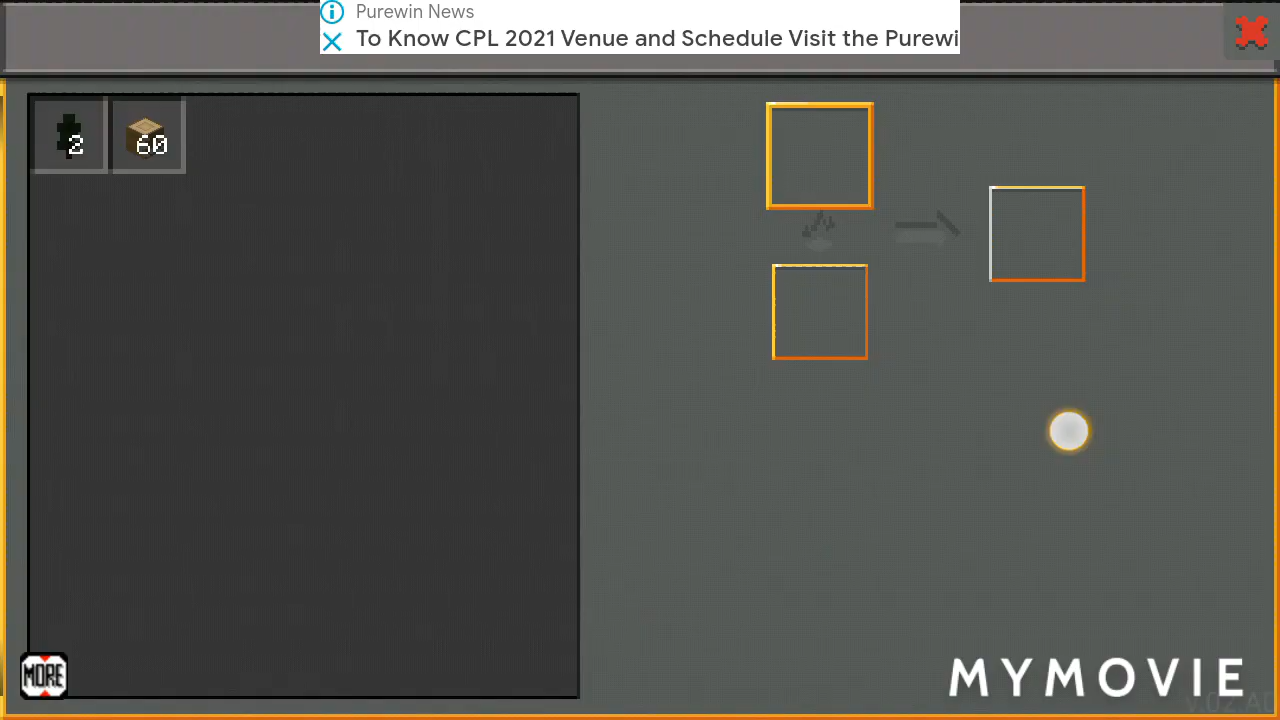 Purewin News
To Know CPL 2021 Venue and Schedule Visit the Purewi
2
60
MORE
MYMOVIE